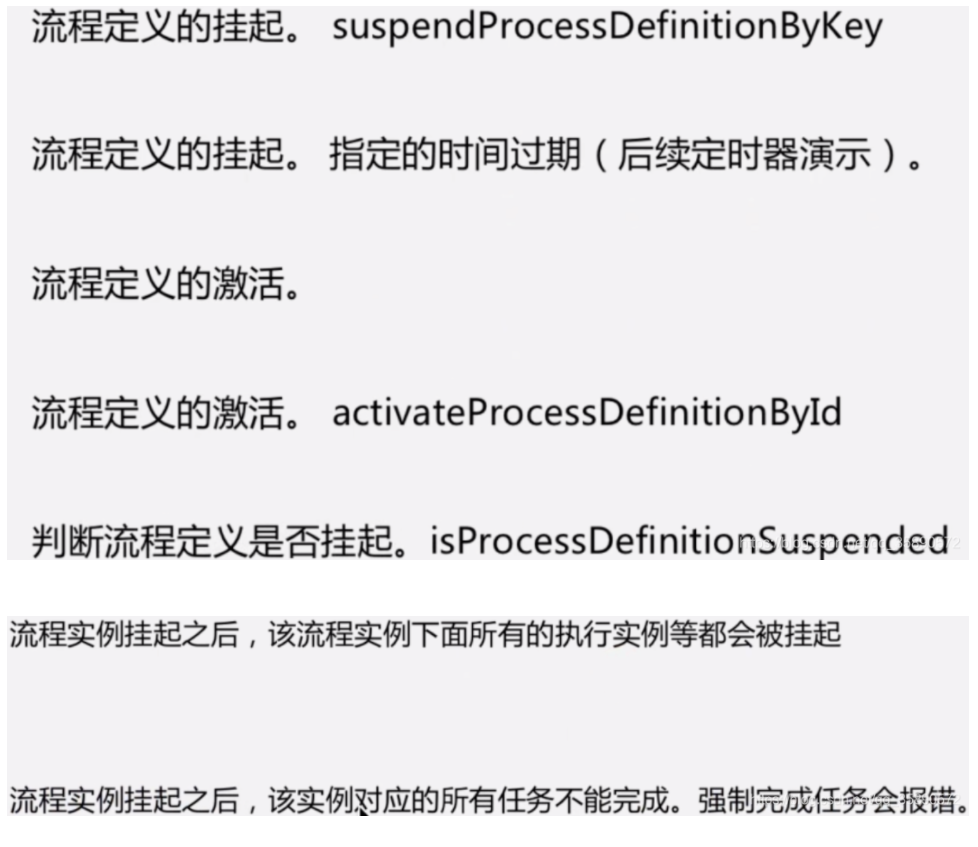 流程定义的挂起。 suspendProcessDefinitionByKey
流程定义的挂起。 指定的时间过期（后续定时器演示）。
流程定义的激活。
流程定义的激活。 activateProcessDefinitionById
判断流程定义是否挂起。isProcessDefinitionSuspended
流程实例挂起之后，该流程实例下面所有的执行实例等都会被挂起
流程实例挂起之后，该实例对应的所有任务不能完成。强制完成任务会报错。